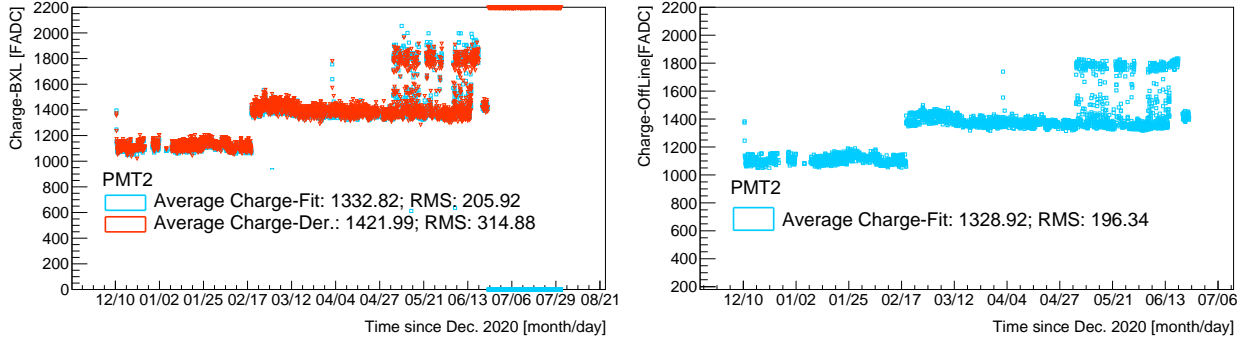 Charge-BXL [FADC]
2200
2000
1800
1600
1400
1200
1000
800
600
400
200
0
PMT2
Average Charge-Fit: 1332.82; RMS: 205.92
Average Charge-Der.: 1421.99; RMS: 314.88
12/10 01/02 01/25 02/17 03/12 04/04 04/27 05/21 06/13 07/06 07/29 08/21
Time since Dec. 2020 [month/day]
Charge-OffLine[FADC]
2200
2000
1800
1600
1400
1200
1000
800
600
400
200
PMT2
Average Charge-Fit: 1328.92; RMS: 196.34
12/10 01/02 01/25 02/17 03/12 04/04 04/27 05/21 06/13 07/06
Time since Dec. 2020 [month/day]